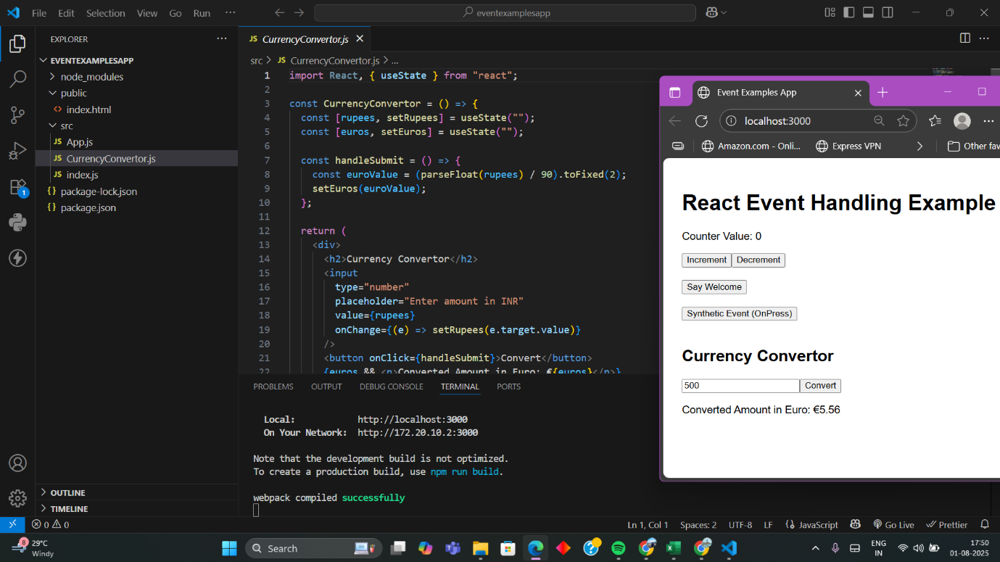 File Edit Selection View Go Run ··· eventexamplesapp
EXPLORER ···
EVENTEXAMPLESAPP
node_modules
public
<> index.html
src
JS App.js
JS CurrencyConvertor.js
JS index.js
{} package-lock.json
{} package.json
OUTLINE
TIMELINE
1
JS CurrencyConvertor.js
src > JS CurrencyConvertor.js > ...
1 import React, { useState } from "react";
2
3 const CurrencyConvertor = () => {
4 const [rupees, setRupees] = useState("");
5 const [euros, setEuros] = useState("");
6
7 const handleSubmit = () => {
8 const euroValue = (parseFloat(rupees) / 90).toFixed(2);
9 setEuros(euroValue);
10 };
11
12 return (
13 <div>
14 <h2>Currency Convertor</h2>
15 <input
16 type="number"
17 placeholder="Enter amount in INR"
18 value={rupees}
19 onChange={(e) => setRupees(e.target.value)}
20 />
21 <button onClick={handleSubmit}>Convert</button>
22 {euros && <p>Converted Amount in Euro: €{euros}</p>}
PROBLEMS OUTPUT DEBUG CONSOLE TERMINAL PORTS
Local: http://localhost:3000
On Your Network: http://172.20.10.2:3000
Note that the development build is not optimized.
To create a production build, use npm run build.
webpack compiled successfully
Event Examples App
localhost:3000
Amazon.com - Onli... Express VPN Other fav
React Event Handling Example
Counter Value: 0
Increment Decrement
Say Welcome
Synthetic Event (OnPress)
Currency Convertor
500 Convert
Converted Amount in Euro: €5.56
0 0 Ln 1, Col 1 Spaces: 2 UTF-8 LF {} JavaScript Go Live Prettier
8 29°C
Windy
Search
ENG
IN
17:50
01-08-2025